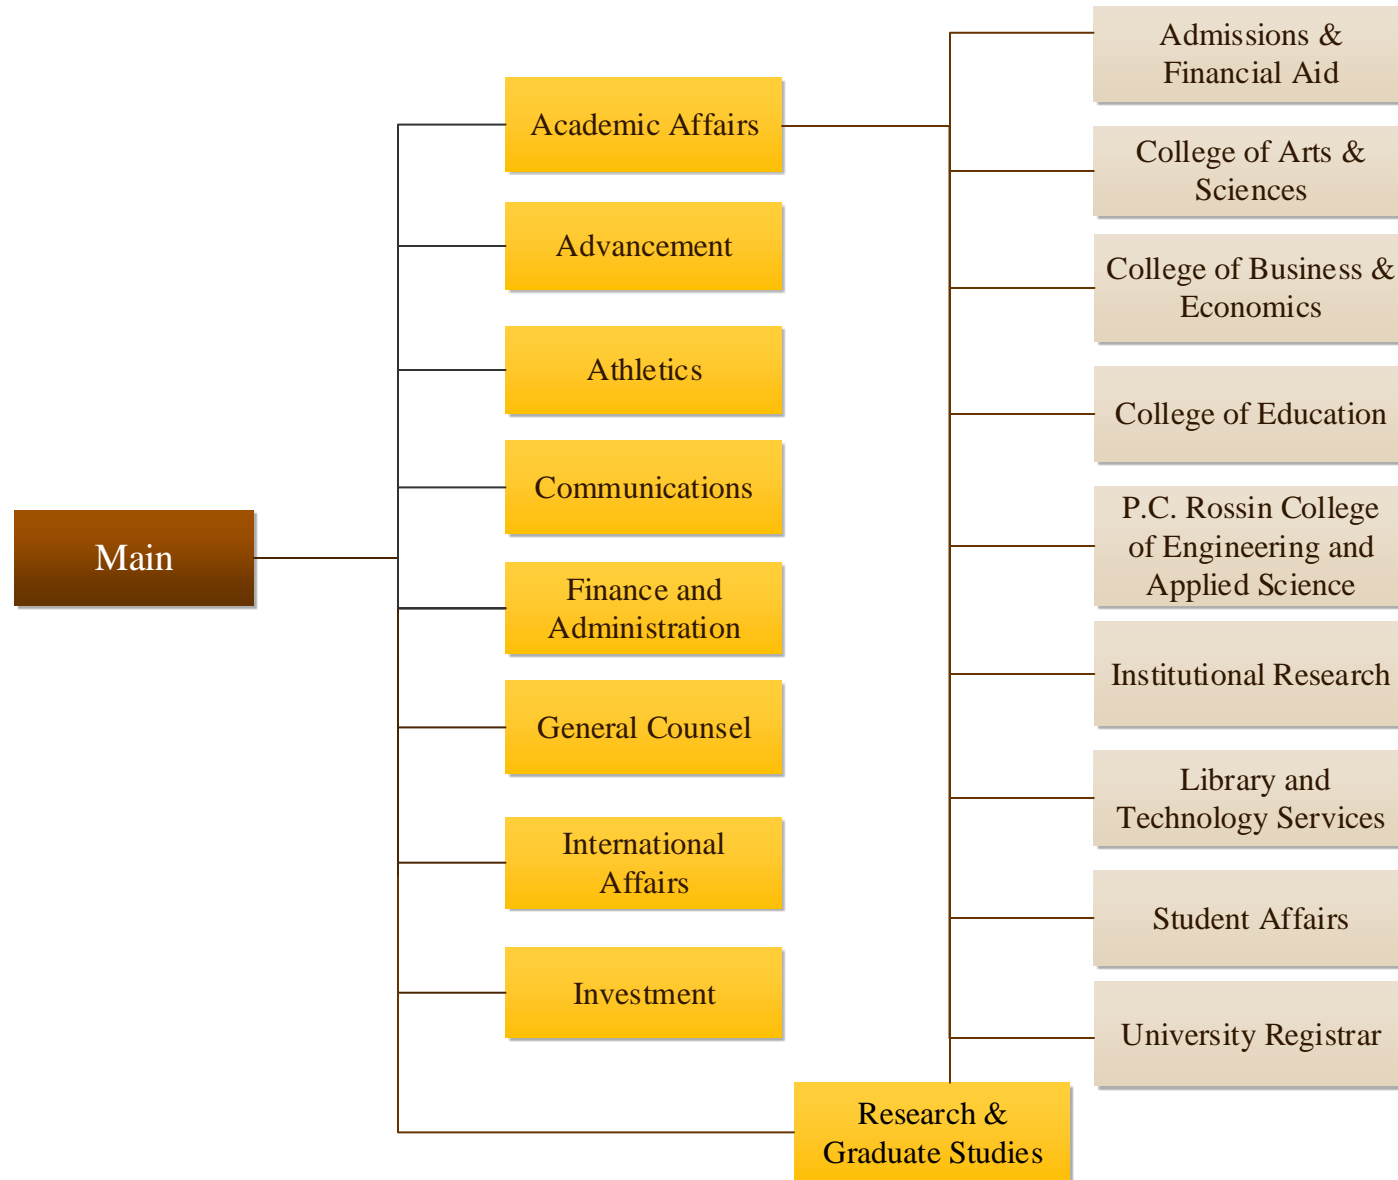 Main
Academic Affairs
Advancement
Athletics
Communications
Finance and
Administration
General Counsel
International
Affairs
Investment
Research &
Graduate Studies
Admissions &
Financial Aid
College of Arts &
Sciences
College of Business &
Economics
College of Education
P.C. Rossin College
of Engineering and
Applied Science
Institutional Research
Library and
Technology Services
Student Affairs
University Registrar